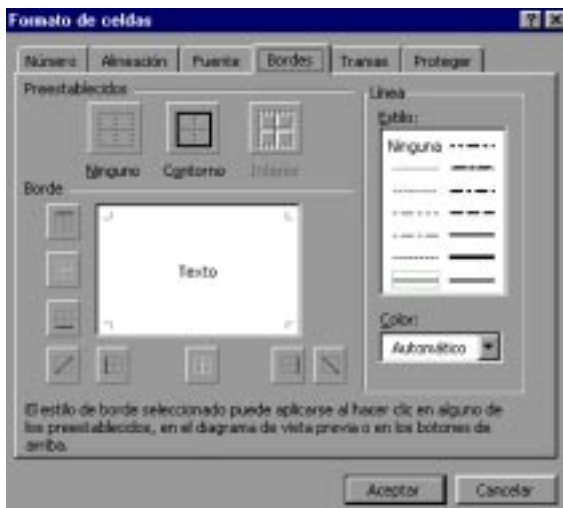 Formato de celdas
Número Alineación Fuente Bordes Tramas Proteger
Preestablecidos
Ninguno Contorno Interior
Borde
Texto
Línea
Estilo:
Ninguna
Color:
Automático
El estilo de borde seleccionado puede aplicarse al hacer clic en alguno de
los preestablecidos, en el diagrama de vista previa o en los botones de
arriba.
Aceptar Cancelar